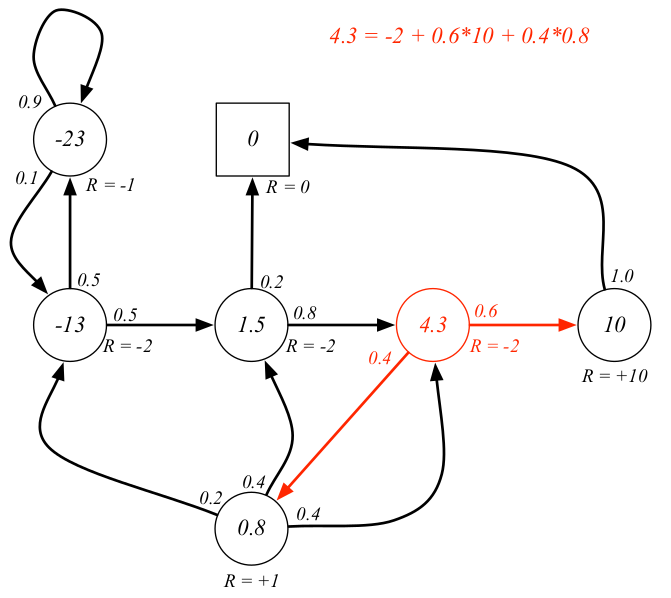 4.3 = -2 + 0.6*10 + 0.4*0.8
0.9
-23
0
0.1
R = -1
R = 0
0.5
0.2
1.0
-13
0.5
R = -2
1.5
0.8
R = -2
4.3
0.6
R = -2
10
0.4
R = +10
0.2
0.4
0.4
0.8
R = +1